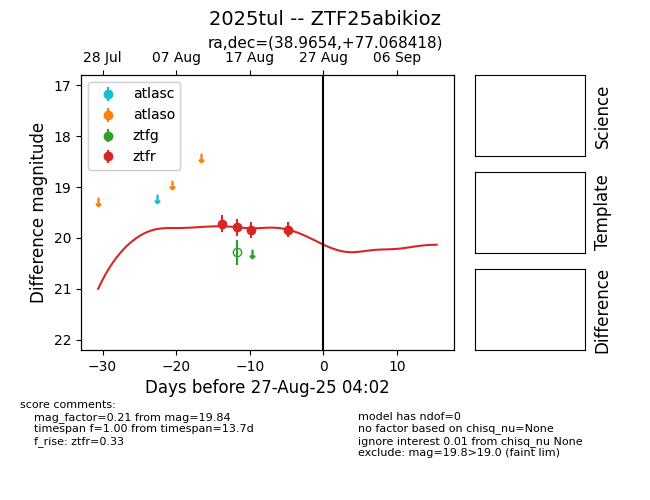 2025tul -- ZTF25abikioz
ra,dec=(38.9654,+77.068418)
28 Jul 07 Aug 17 Aug 27 Aug 06 Sep
17
18
19
20
21
22
Difference magnitude
atlasc
atlaso
ztfg
ztfr
Science
Template
Difference
−30 −20 −10 0 10
Days before 27-Aug-25 04:02
score comments:
mag_factor=0.21 from mag=19.84
timespan f=1.00 from timespan=13.7d
f_rise: ztfr=0.33
model has ndof=0
no factor based on chisq_nu=None
ignore interest 0.01 from chisq_nu None
exclude: mag=19.8>19.0 (faint lim)